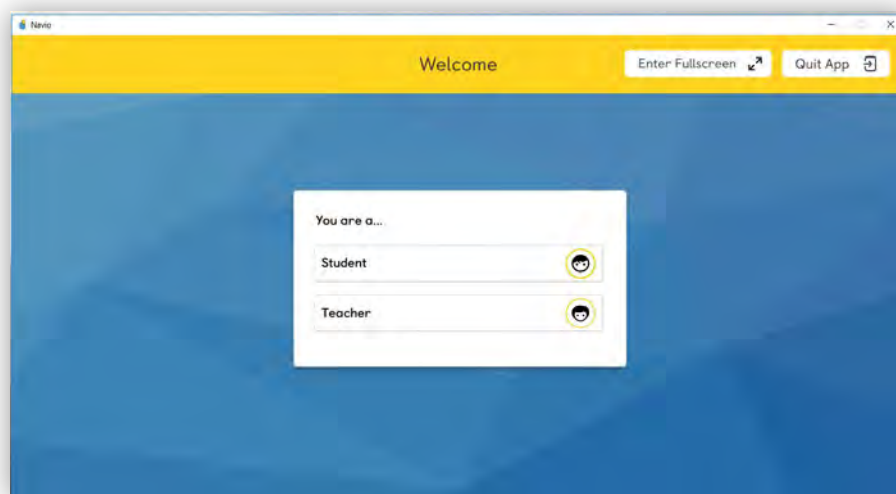 Nevio
Welcome
Enter Fullscreen
Quit App
You are a...
Student
Teacher